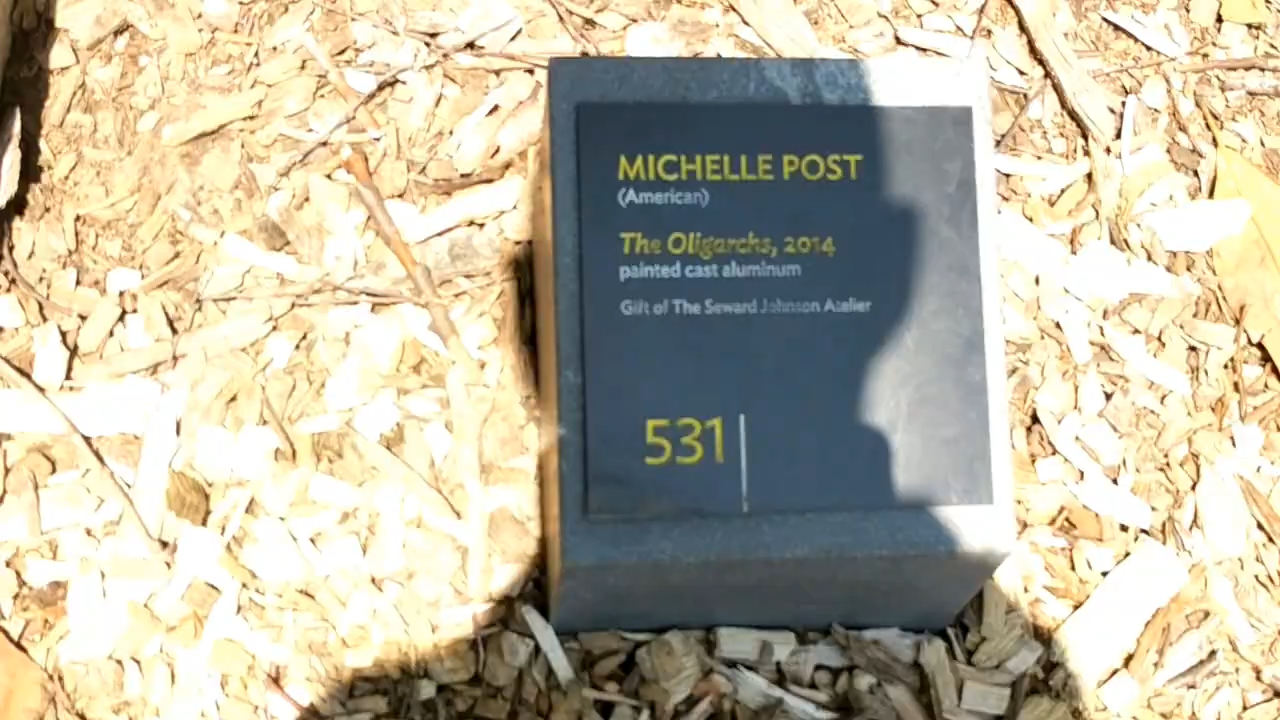 MICHELLE POST
(American)
The Oligarchs, 2014
painted cast aluminum
Gift of The Seward Johnson Atelier
531